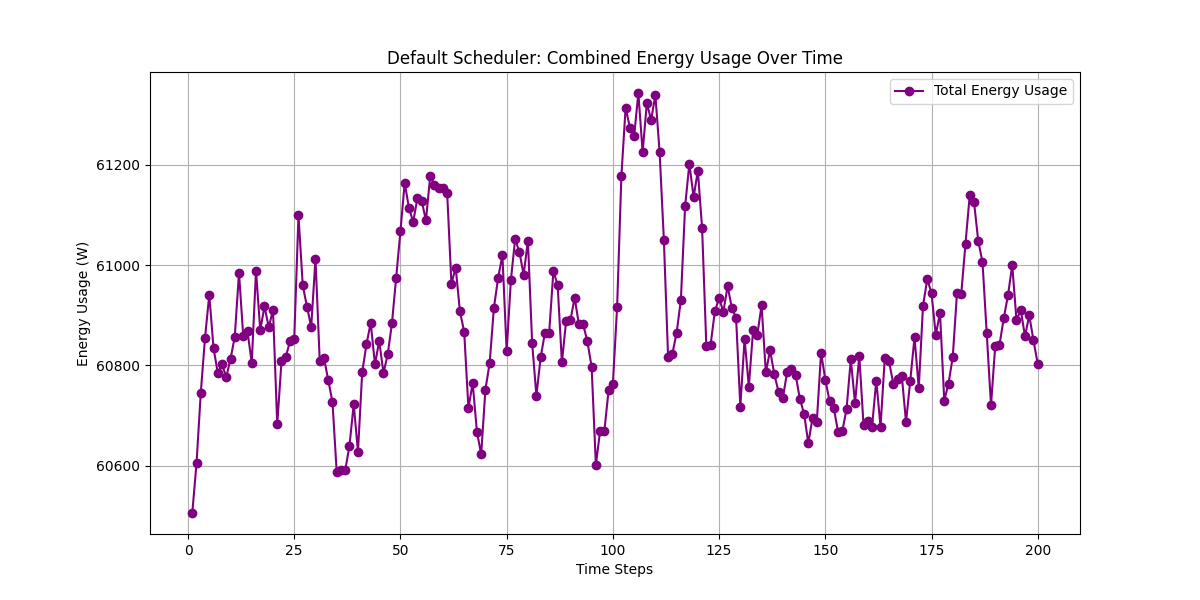 Default Scheduler: Combined Energy Usage Over Time
Total Energy Usage
Energy Usage (W)
61200
61000
60800
60600
0 25 50 75 100 125 150 175 200
Time Steps